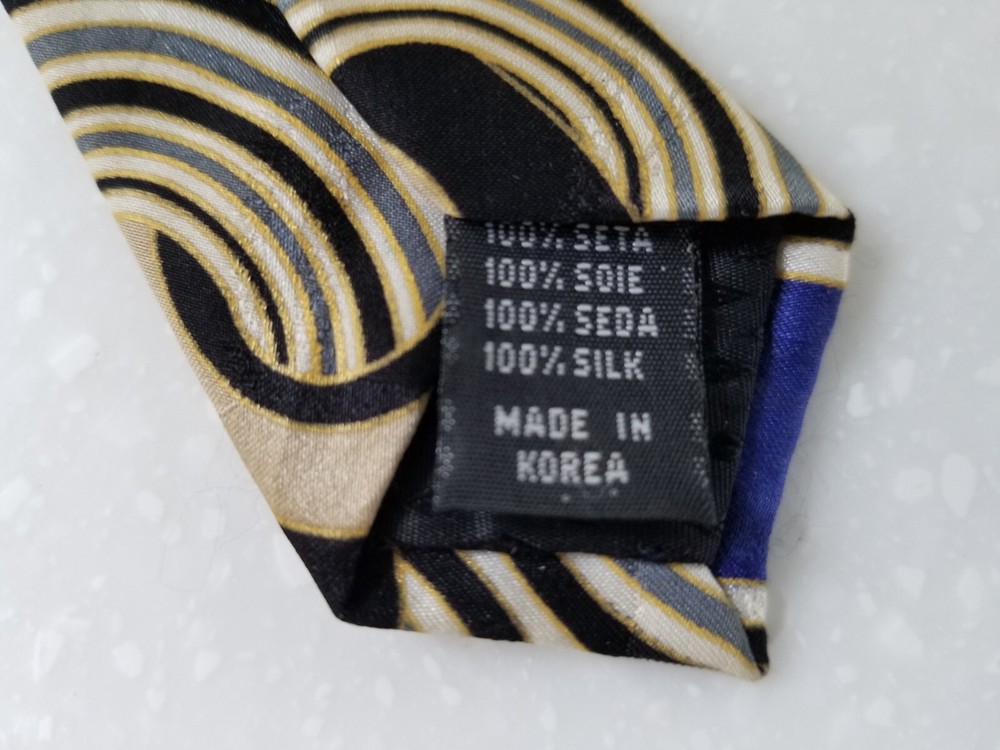 100% SETA
100% SOIE
100% SEDA
100% SILK
MADE IN
KOREA